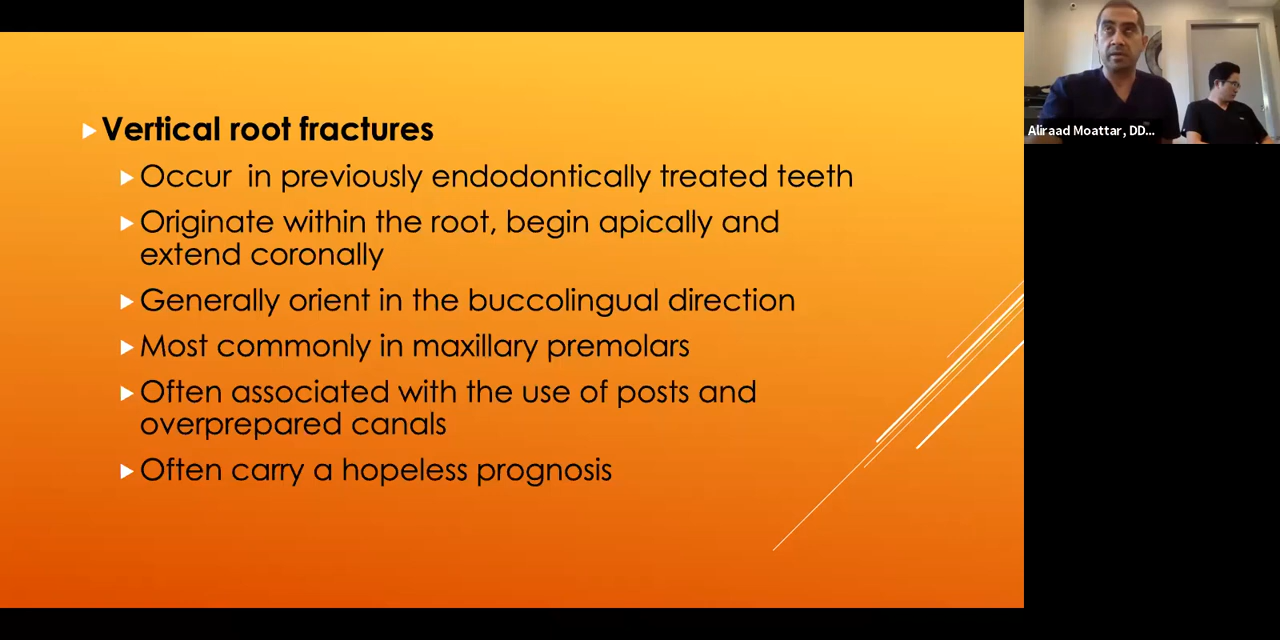 Vertical root fractures
Occur  in previously endodontically treated teeth
Originate within the root, begin apically and
extend coronally
Generally orient in the buccolingual direction
Most commonly in maxillary premolars
Often associated with the use of posts and
overprepared canals
Often carry a hopeless prognosis
Aliraad Moattar, DD...